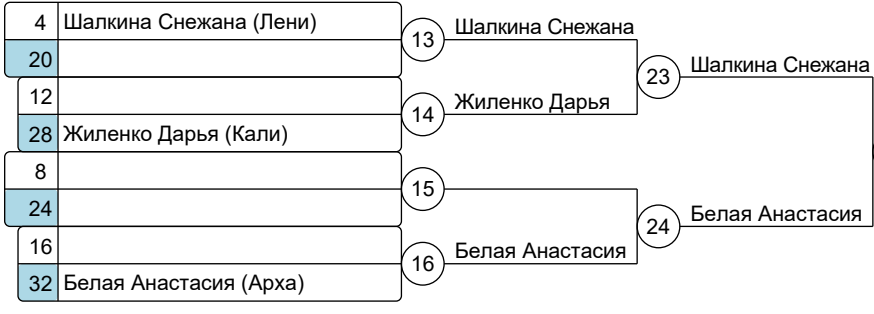 4 Шалкина Снежана (Лени)
20
13 Шалкина Снежана
12
28 Жиленко Дарья (Кали)
14 Жиленко Дарья
23 Шалкина Снежана
8
24
15
16
32 Белая Анастасия (Арха)
16 Белая Анастасия
24 Белая Анастасия